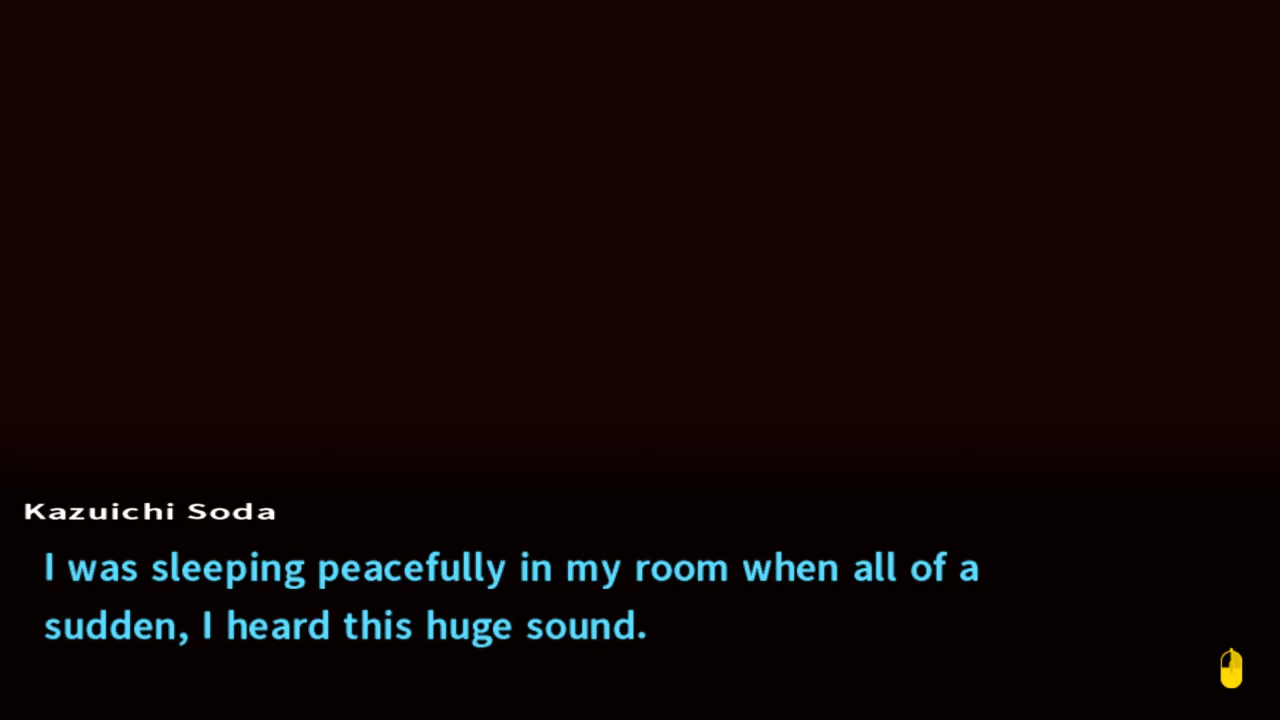 Kazuichi Soda
I was sleeping peacefully in my room when all of a
sudden, I heard this huge sound.